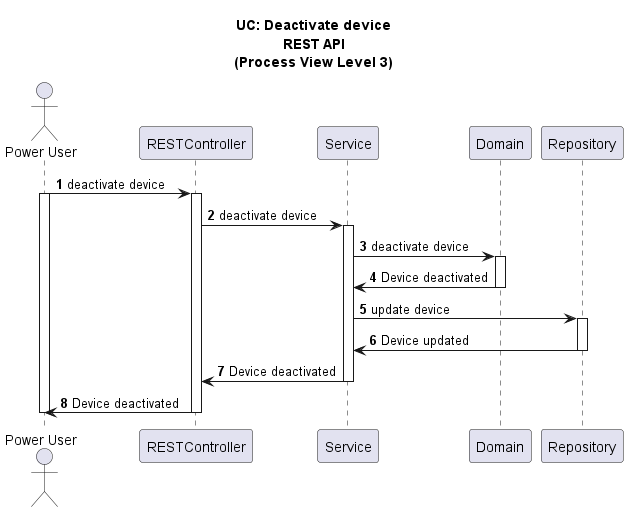 UC: Deactivate device
REST API
(Process View Level 3)
Power User
RESTController
Service
Domain
Repository
1 deactivate device
2 deactivate device
3 deactivate device
4 Device deactivated
5 update device
6 Device updated
7 Device deactivated
8 Device deactivated
Power User
RESTController
Service
Domain
Repository